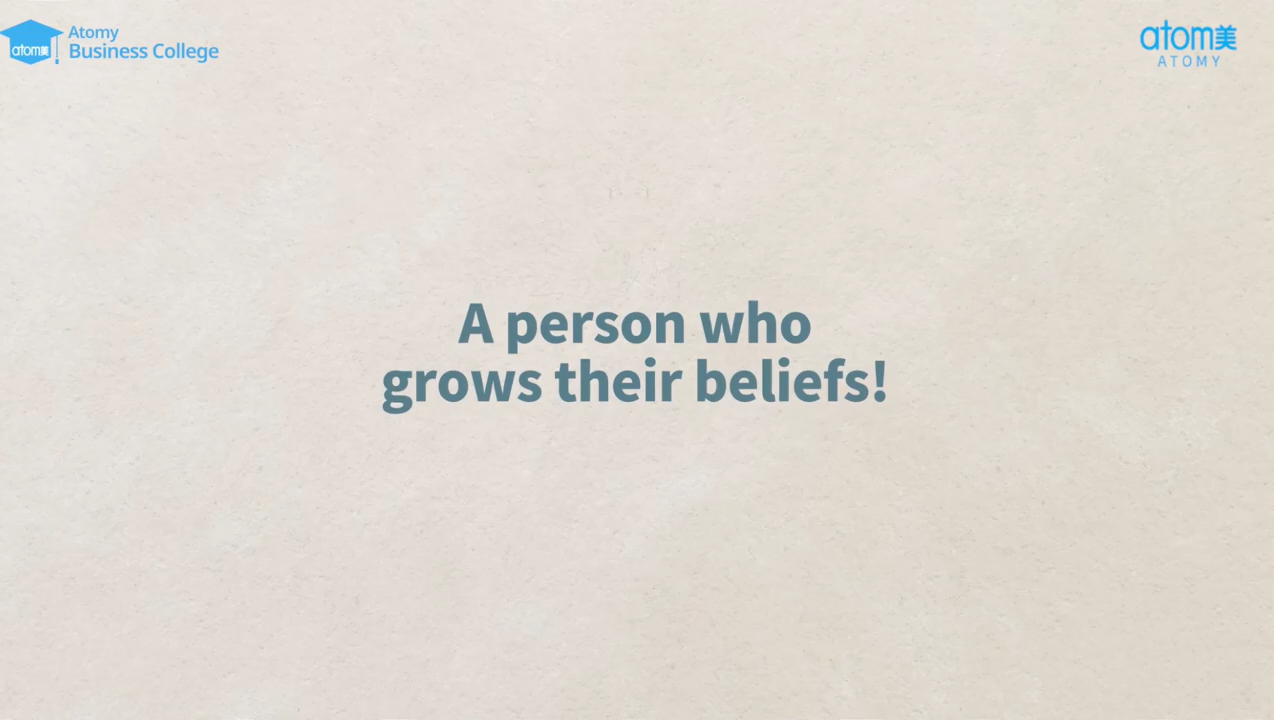 Atomy
Business College
atom美
atom美
ATOMY
A person who
grows their beliefs!